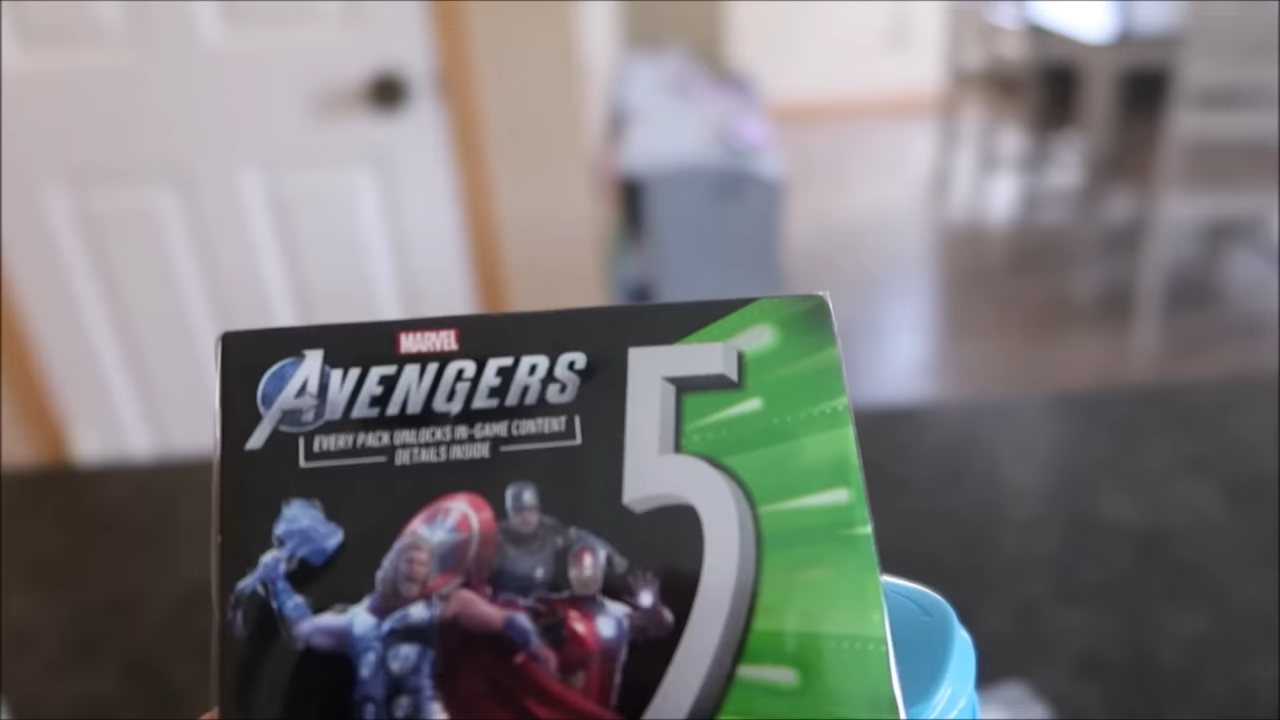 MARVEL
AVENGERS
EVERY PACK UNLOCKS IN-GAME CONTENT
DETAILS INSIDE
5